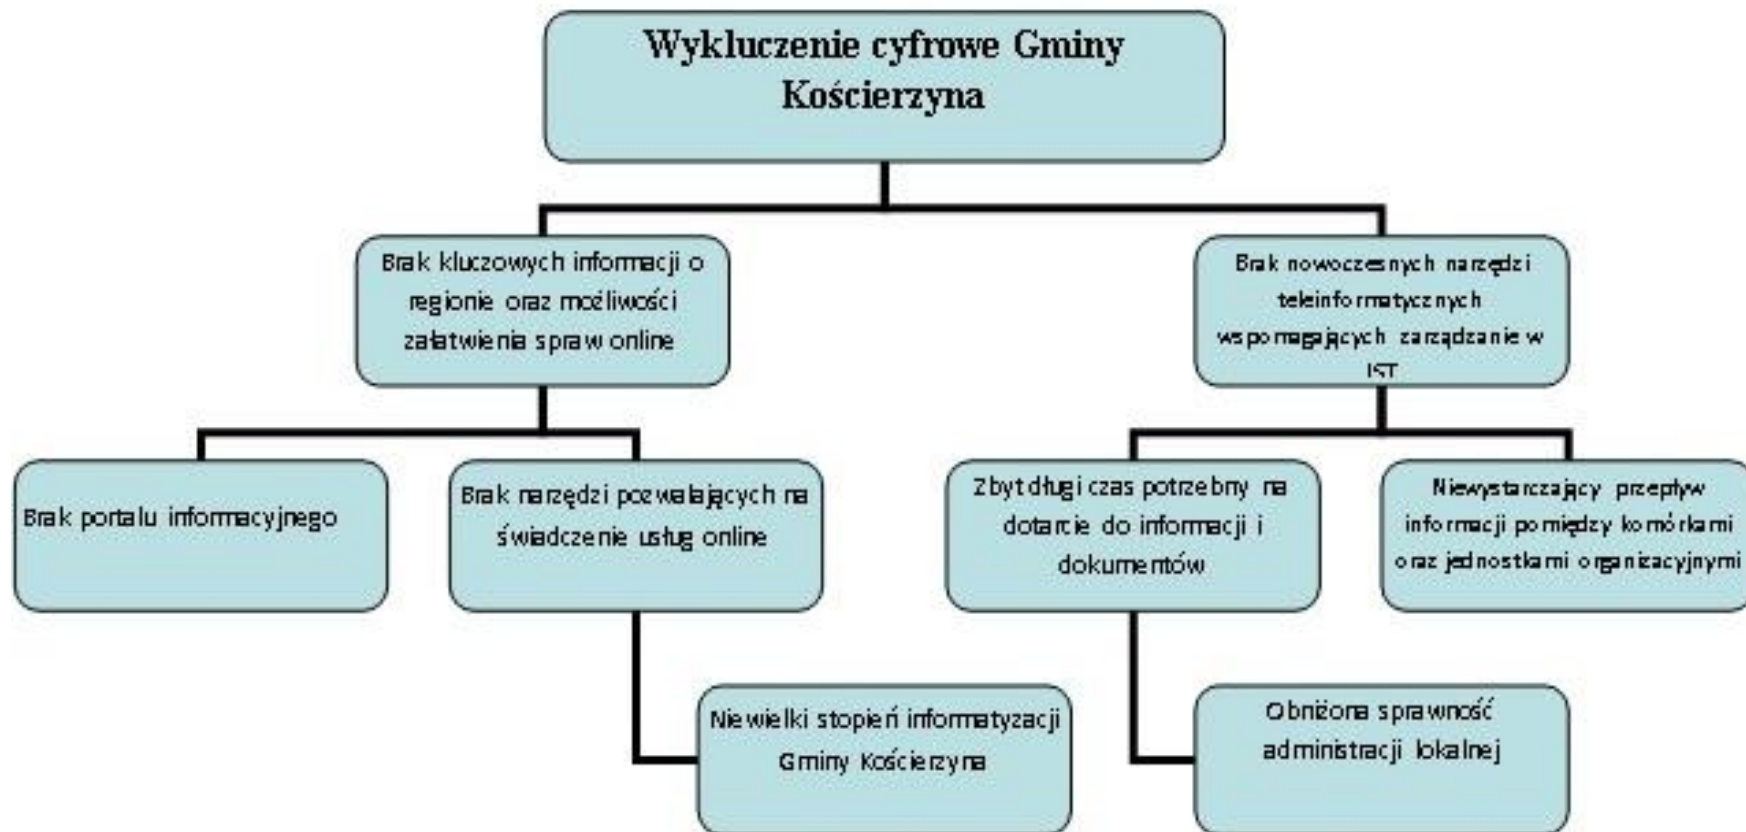 Wykluczenie cyfrowe Gminy
Kościerzyna
Brak kluczowych informacji o
regionie oraz możliwości
załatwienia spraw online
Brak nowoczesnych narzędzi
teleinformatycznych
wspomagających zarządzanie w
JST
Brak portalu informacyjnego
Brak narzędzi pozwalających na
świadczenie usług online
Zbyt długi czas potrzebny na
dotarcie do informacji i
dokumentów
Niewystarczający przepływ
informacji pomiędzy komórkami
oraz jednostkami organizacyjnymi
Niewielki stopień informatyzacji
Gminy Kościerzyna
Obniżona sprawność
administracji lokalnej